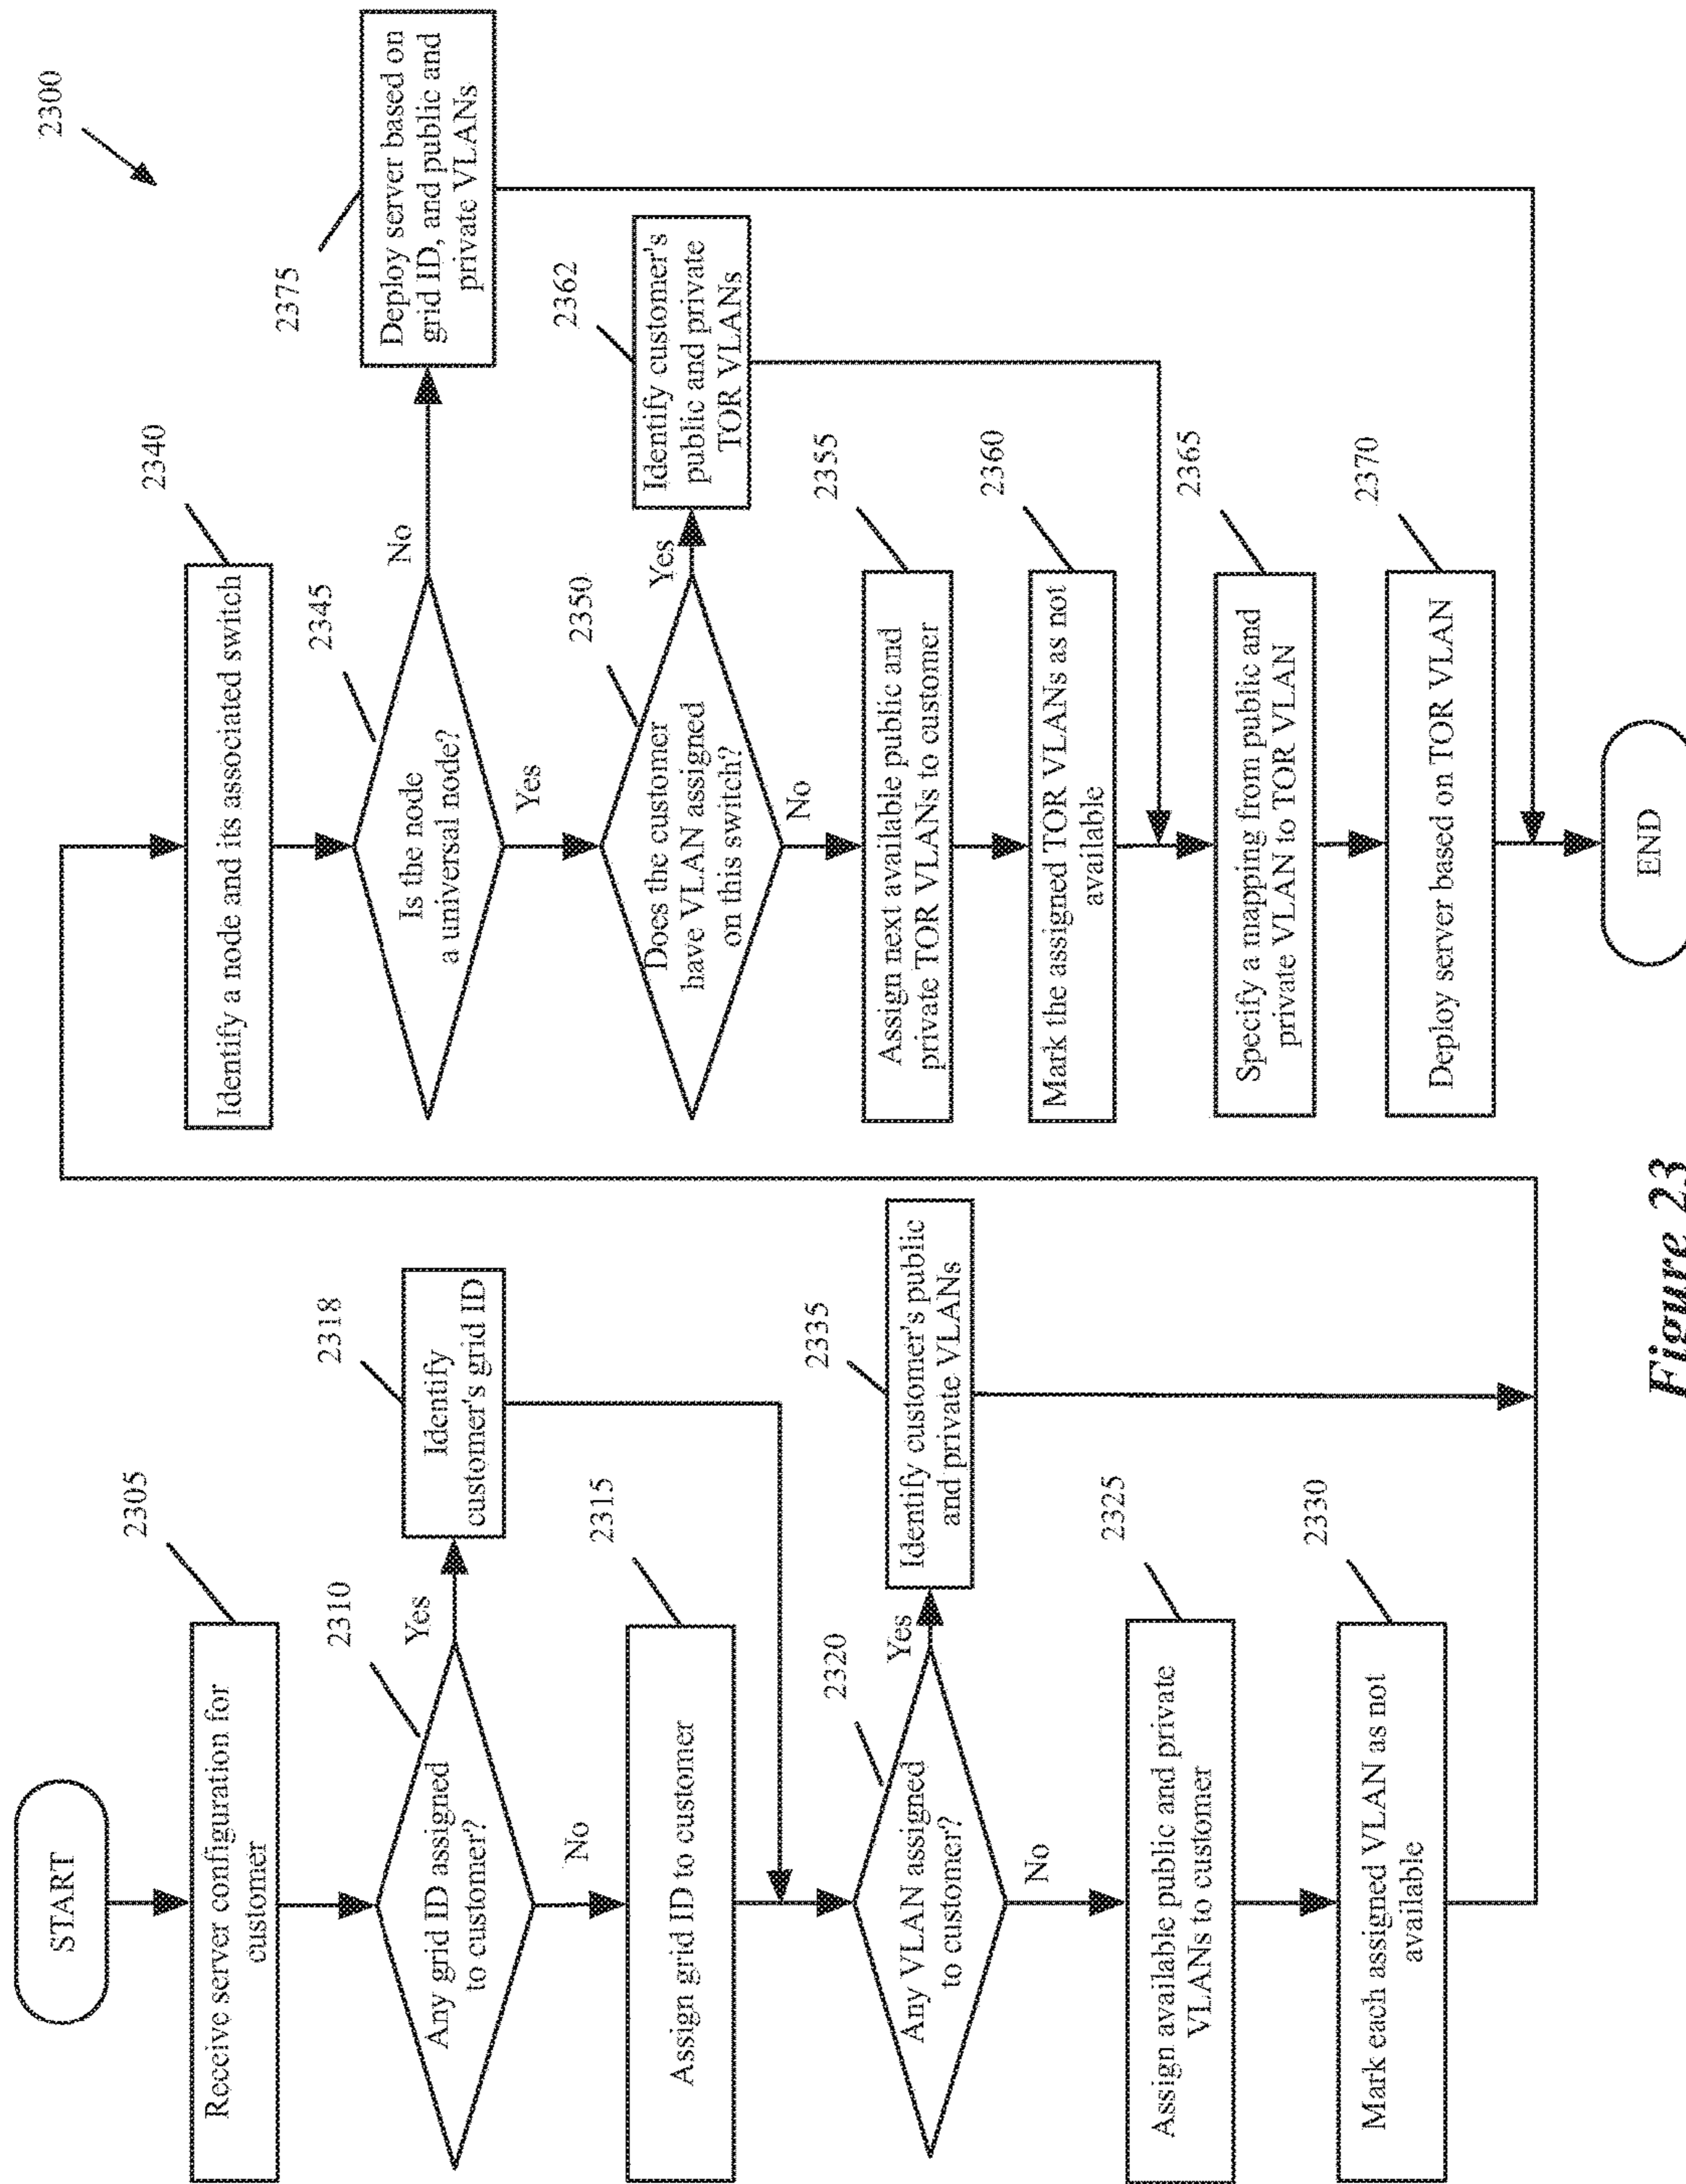 2300
START
2305
Receive server configuration for
customer
2310
Any grid ID assigned
to customer?
Yes
2318
Identify
customer's grid ID
No
2315
Assign grid ID to customer
2320
Any VLAN assigned
to customer?
Yes
2335
Identify customer's public
and private VLANs
No
2325
Assign available public and private
VLANs to customer
2330
Mark each assigned VLAN as not
available
2340
Identify a node and its associated switch
2345
Is the node
a universal node?
No
2375
Deploy server based on
grid ID, and public and
private VLANs
Yes
2350
Does the customer
have VLAN assigned
on this switch?
Yes
2362
Identify customer's
public and private
TOR VLANs
No
2355
Assign next available public and
private TOR VLANs to customer
2360
Mark the assigned TOR VLANs as not
available
2365
Specify a mapping from public and
private VLAN to TOR VLAN
2370
Deploy server based on TOR VLAN
END
Figure 23